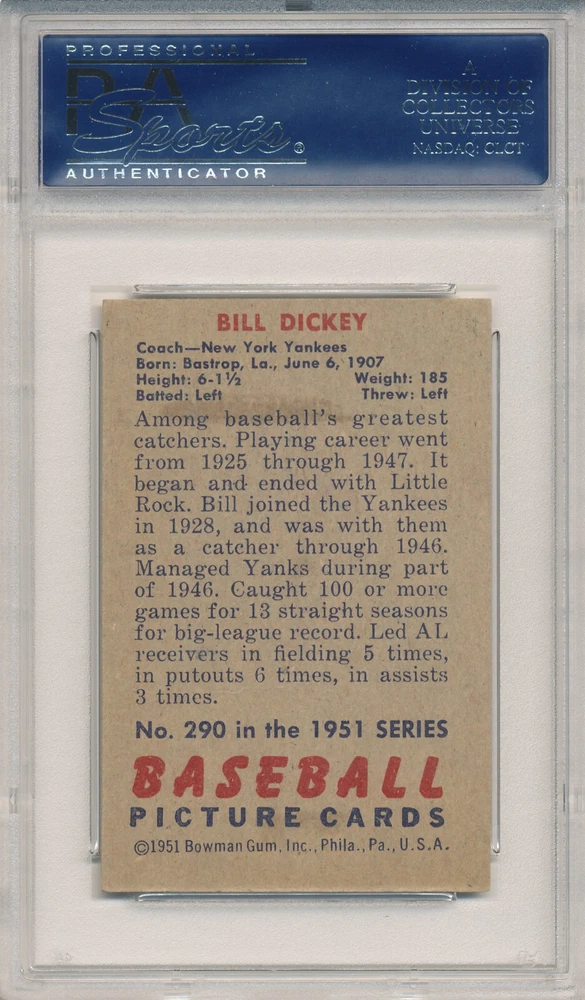 PROFESSIONAL
PSA
Sports®
AUTHENTICATOR
A
DIVISION OF
COLLECTORS
UNIVERSE
NASDAQ: CLCT
BILL DICKEY
Coach—New York Yankees
Born: Bastrop, La., June 6, 1907
Height: 6-1½ Weight: 185
Batted: Left Threw: Left
Among baseball's greatest
catchers. Playing career went
from 1925 through 1947. It
began and ended with Little
Rock. Bill joined the Yankees
in 1928, and was with them
as a catcher through 1946.
Managed Yanks during part
of 1946. Caught 100 or more
games for 13 straight seasons
for big-league record. Led AL
receivers in fielding 5 times,
in putouts 6 times, in assists
3 times.
No. 290 in the 1951 SERIES
BASEBALL
PICTURE CARDS
©1951 Bowman Gum, Inc., Phila., Pa., U.S.A.